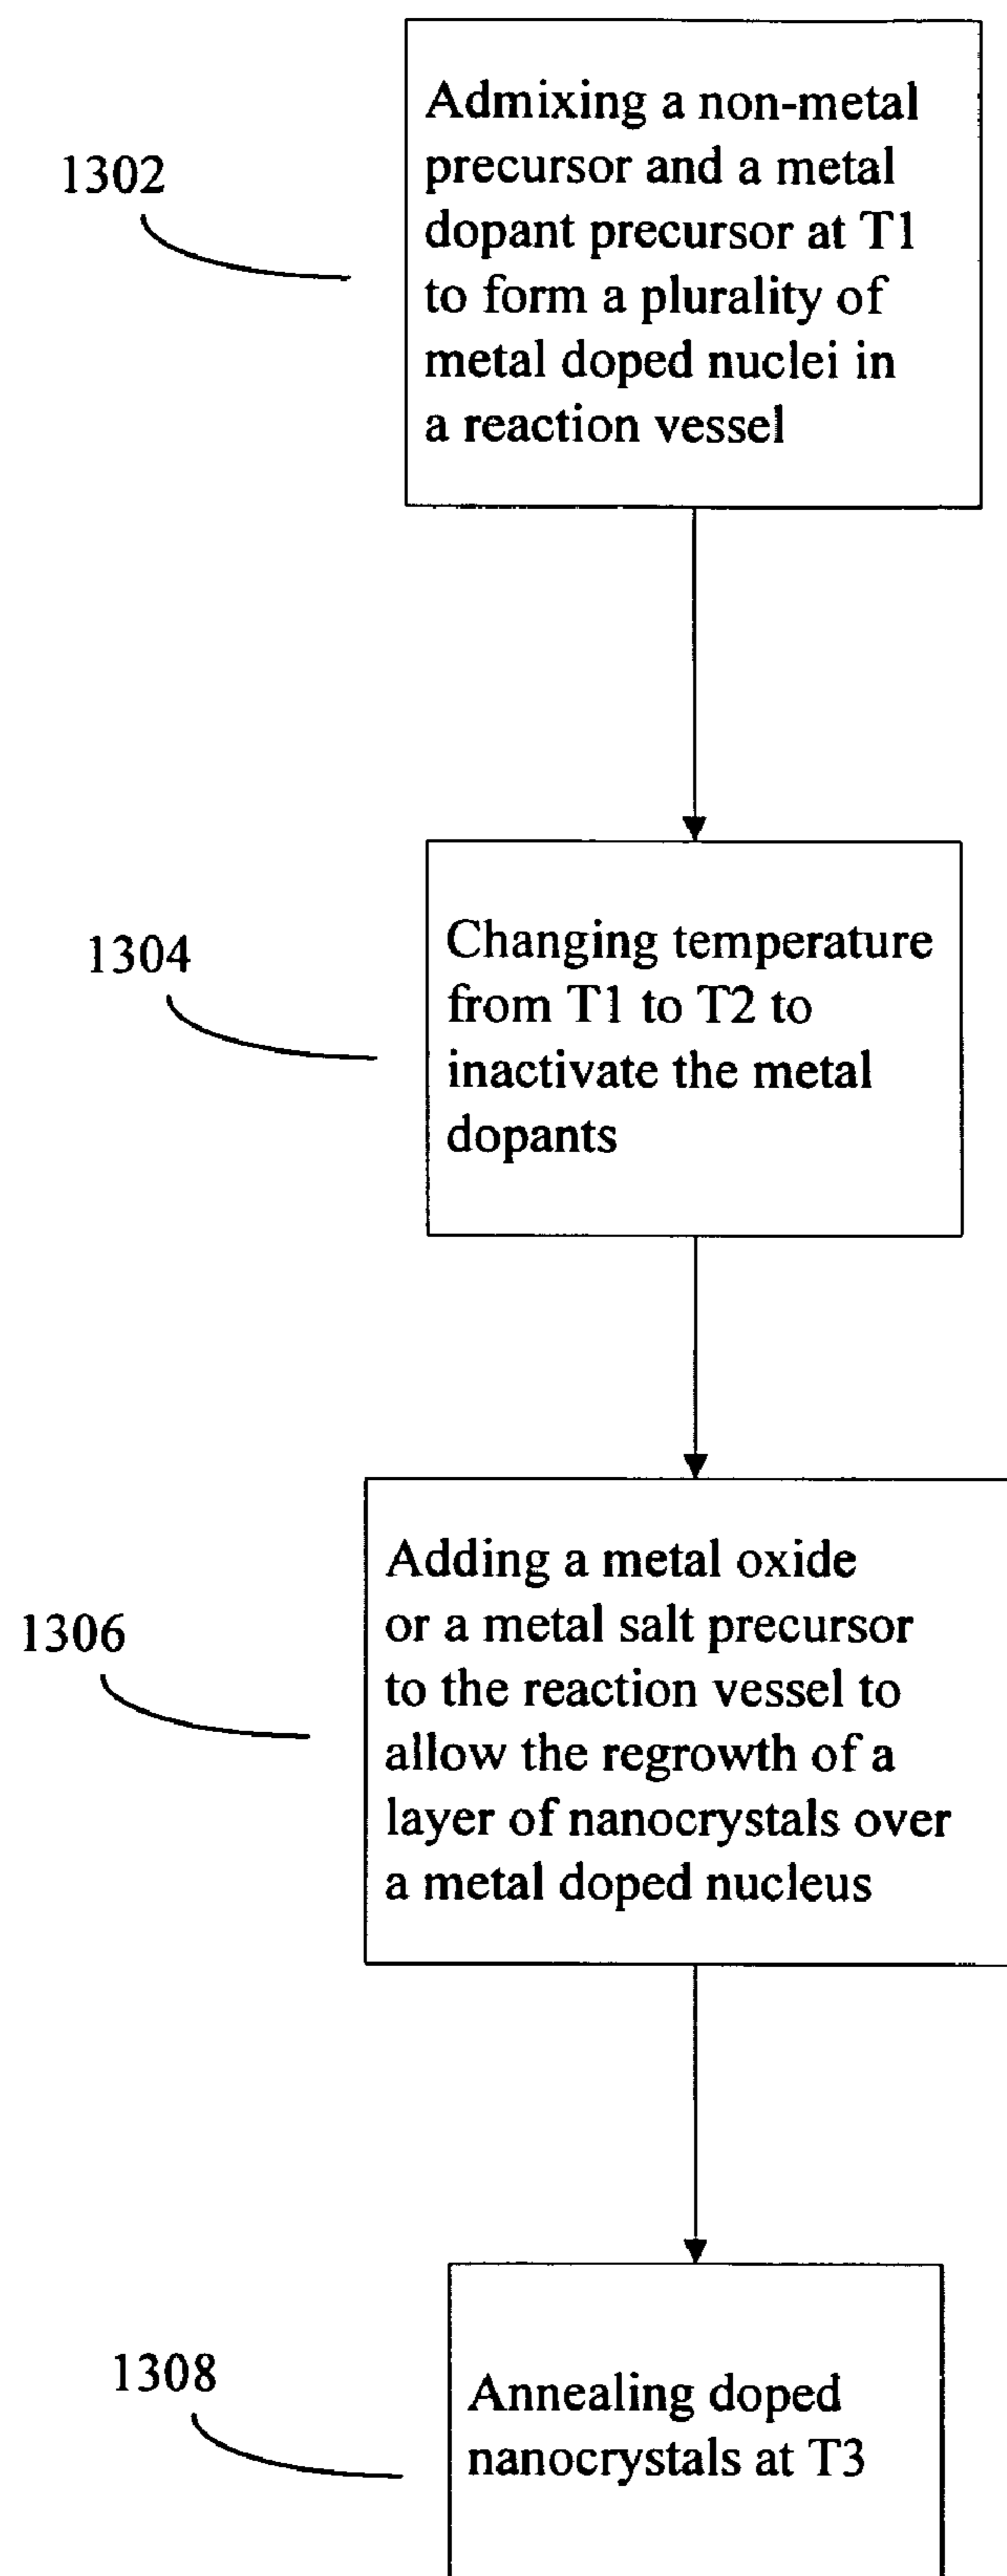 1302
Admixing a non-metal
precursor and a metal
dopant precursor at T1
to form a plurality of
metal doped nuclei in
a reaction vessel
1304
Changing temperature
from T1 to T2 to
inactivate the metal
dopants
1306
Adding a metal oxide
or a metal salt precursor
to the reaction vessel to
allow the regrowth of a
layer of nanocrystals over
a metal doped nucleus
1308
Annealing doped
nanocrystals at T3